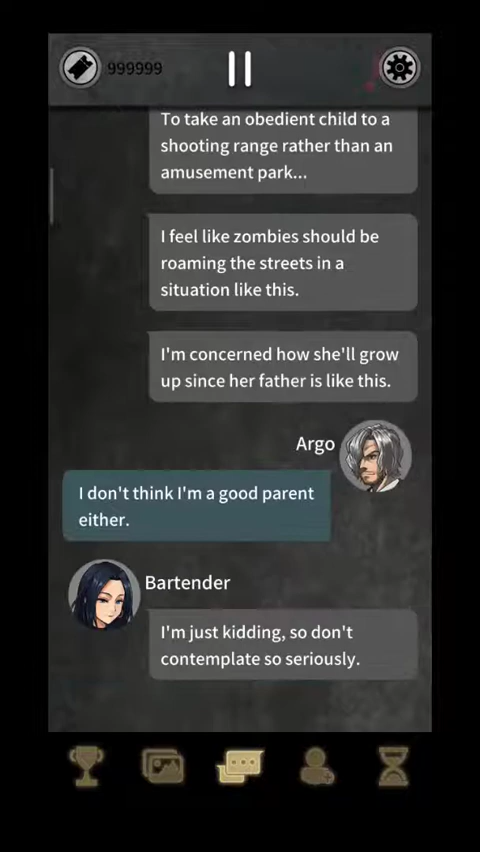 999999
To take an obedient child to a
shooting range rather than an
amusement park...
I feel like zombies should be
roaming the streets in a
situation like this.
I'm concerned how she'll grow
up since her father is like this.
Argo
I don't think I'm a good parent
either.
Bartender
I'm just kidding, so don't
contemplate so seriously.